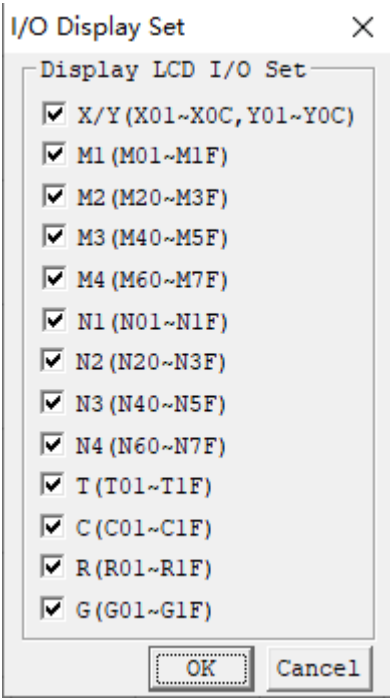 I/O Display Set
Display LCD I/O Set
X/Y(X01~X0C,Y01~Y0C)
M1(M01~M1F)
M2(M20~M3F)
M3(M40~M5F)
M4(M60~M7F)
N1(N01~N1F)
N2(N20~N3F)
N3(N40~N5F)
N4(N60~N7F)
T(T01~T1F)
C(C01~C1F)
R(R01~R1F)
G(G01~G1F)
OK Cancel